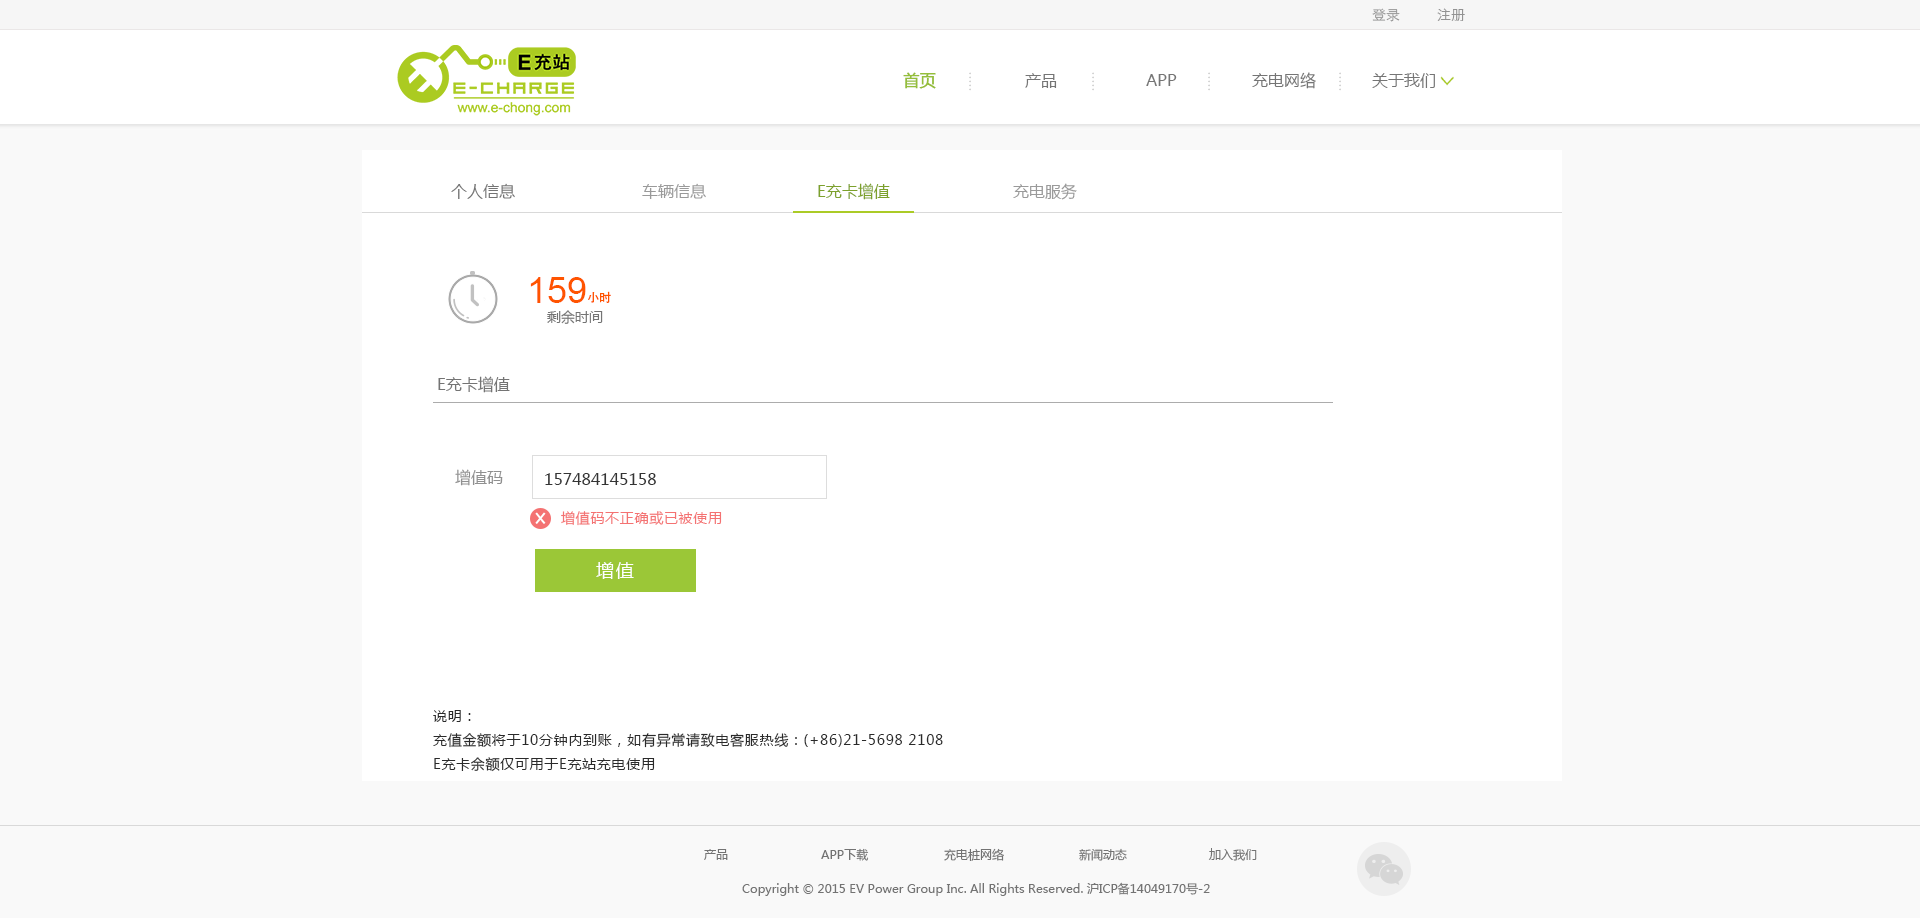 登录 注册
E充站
E-CHARGE
www.e-chong.com
首页 产品 APP 充电网络 关于我们
个人信息 车辆信息 E充卡增值 充电服务
159小时
剩余时间
E充卡增值
增值码 157484145158
增值码不正确或已被使用
增值
说明：
充值金额将于10分钟内到账，如有异常请致电客服热线：(+86)21-5698 2108
E充卡余额仅可用于E充站充电使用
产品 APP下载 充电桩网络 新闻动态 加入我们
Copyright © 2015 EV Power Group Inc. All Rights Reserved. 沪ICP备14049170号-2